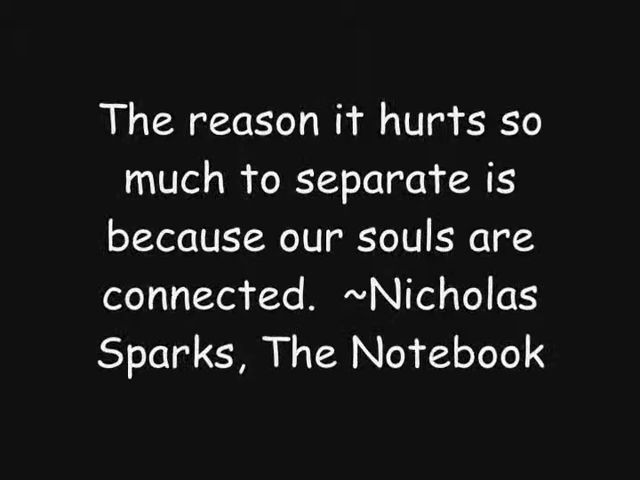 The reason it hurts so
much to separate is
because our souls are
connected.  ~Nicholas
Sparks, The Notebook